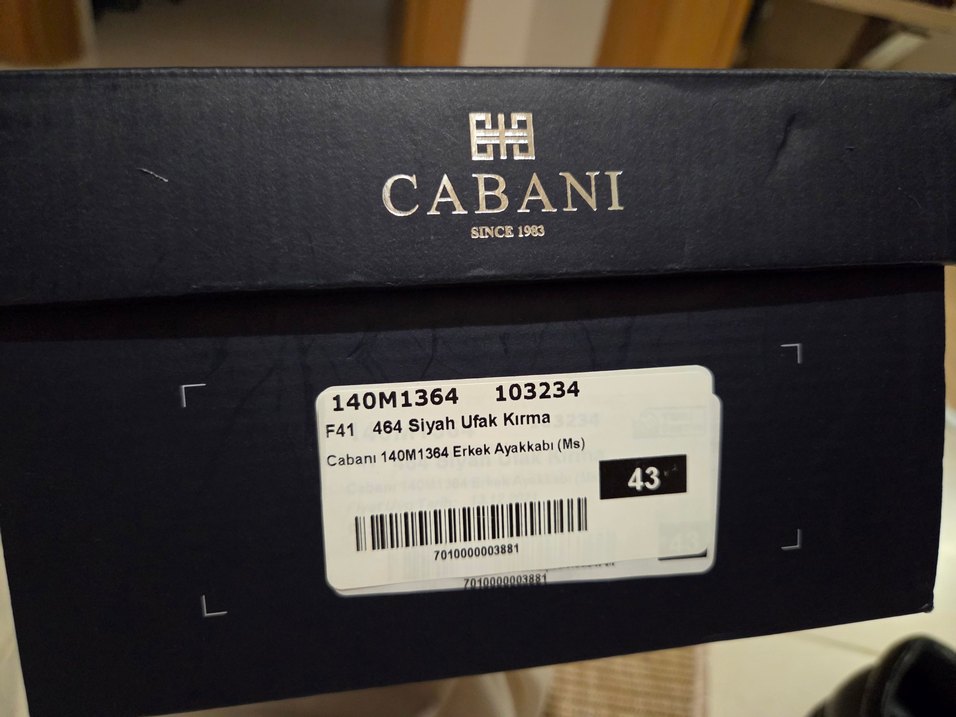 CABANI
SINCE 1983
140M1364 103234
F41 464 Siyah Ufak Kırma
Cabanı 140M1364 Erkek Ayakkabı (Ms)
43
7010000003881
7010000003881